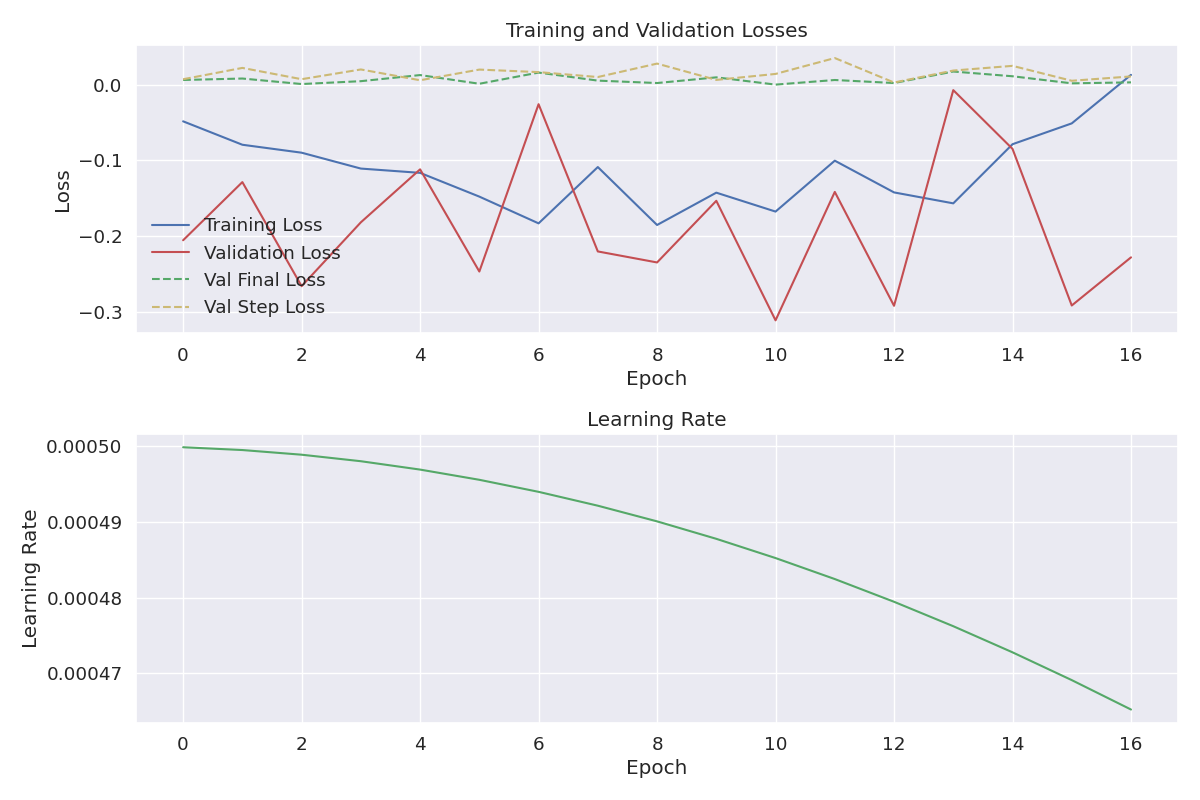 Training and Validation Losses
0.0
−0.1
−0.2
−0.3
Loss
Training Loss
Validation Loss
Val Final Loss
Val Step Loss
0 2 4 6 8 10 12 14 16
Epoch
Learning Rate
0.00050
0.00049
0.00048
0.00047
Learning Rate
0 2 4 6 8 10 12 14 16
Epoch